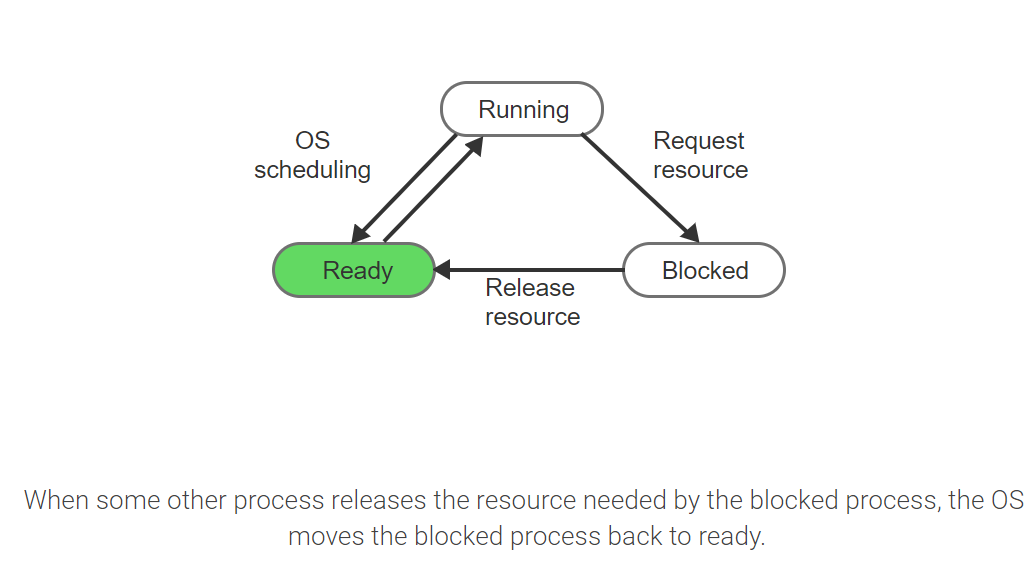 Running
OS
scheduling
Request
resource
Ready
Blocked
Release
resource
When some other process releases the resource needed by the blocked process, the OS
moves the blocked process back to ready.